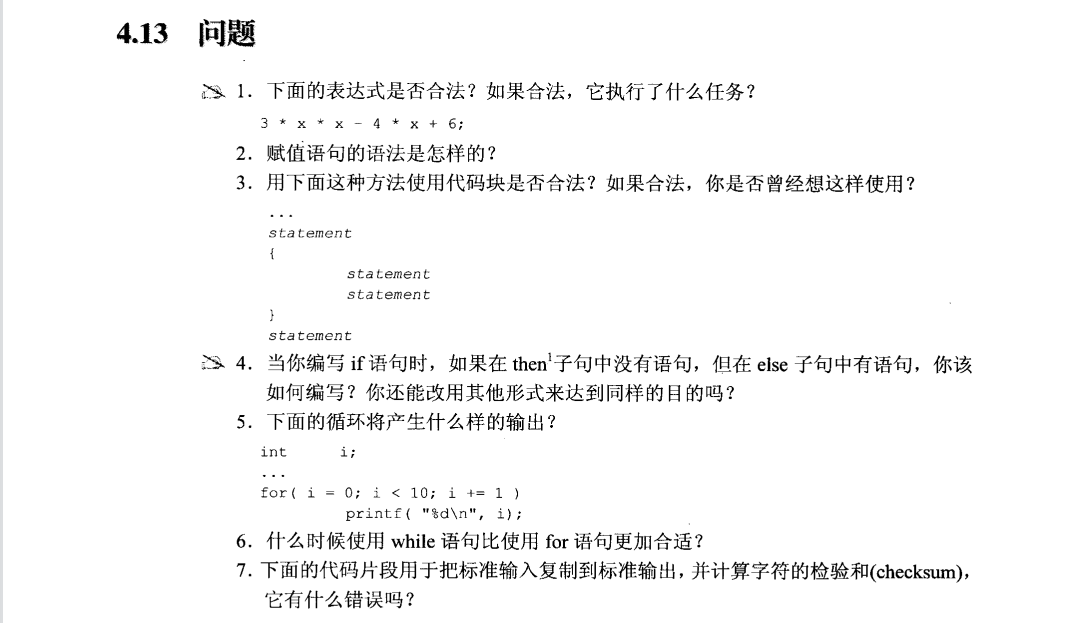 4.13 问题
1. 下面的表达式是否合法？如果合法，它执行了什么任务？
3 * x * x - 4 * x + 6;
2. 赋值语句的语法是怎样的？
3. 用下面这种方法使用代码块是否合法？如果合法，你是否曾经想这样使用？
...
statement
{
statement
statement
}
statement
4. 当你编写 if 语句时，如果在 then¹子句中没有语句，但在 else 子句中有语句，你该
如何编写？你还能改用其他形式来达到同样的目的吗？
5. 下面的循环将产生什么样的输出？
int i;
...
for( i = 0; i < 10; i += 1 )
printf( "%d\n", i);
6. 什么时候使用 while 语句比使用 for 语句更加合适？
7. 下面的代码片段用于把标准输入复制到标准输出，并计算字符的检验和(checksum)，
它有什么错误吗？